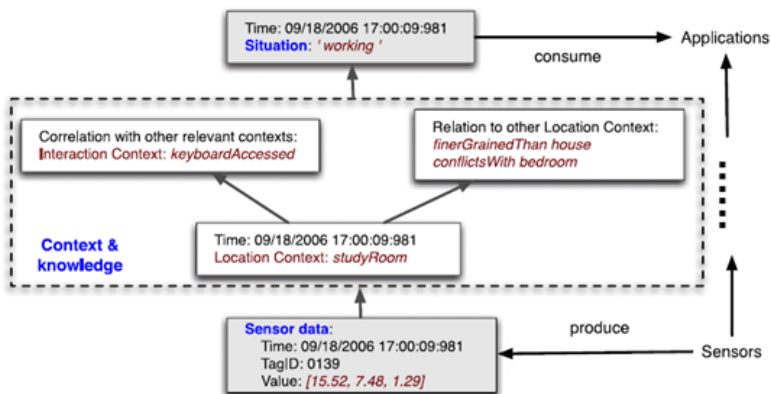 Time: 09/18/2006 17:00:09:981
Situation: ' working '
consume
Applications
Correlation with other relevant contexts:
Interaction Context: keyboardAccessed
Relation to other Location Context:
finerGrainedThan house
conflictsWith bedroom
Context &
knowledge
Time: 09/18/2006 17:00:09:981
Location Context: studyRoom
Sensor data:
Time: 09/18/2006 17:00:09:981
TagID: 0139
Value: [15.52, 7.48, 1.29]
produce
Sensors